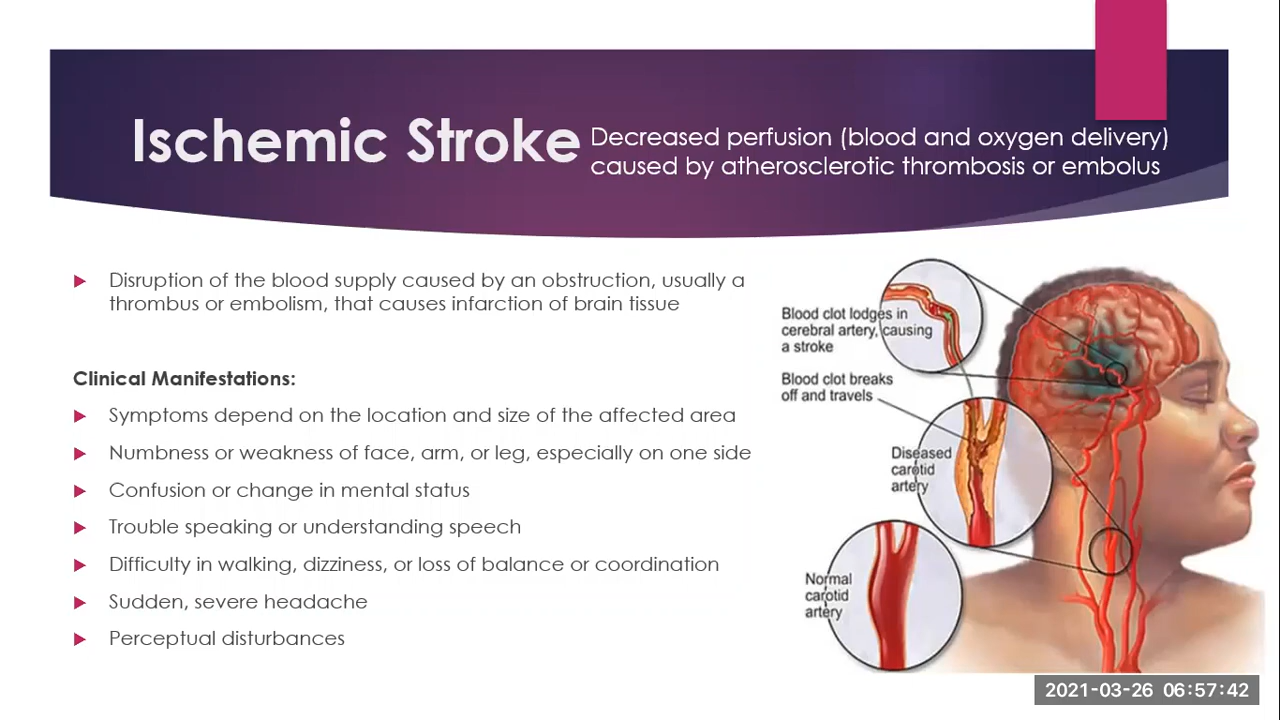 Ischemic Stroke
Decreased perfusion (blood and oxygen delivery)
caused by atherosclerotic thrombosis or embolus
Disruption of the blood supply caused by an obstruction, usually a
thrombus or embolism, that causes infarction of brain tissue
Clinical Manifestations:
Symptoms depend on the location and size of the affected area
Numbness or weakness of face, arm, or leg, especially on one side
Confusion or change in mental status
Trouble speaking or understanding speech
Difficulty in walking, dizziness, or loss of balance or coordination
Sudden, severe headache
Perceptual disturbances
Blood clot lodges in
cerebral artery, causing
a stroke
Blood clot breaks
off and travels
Diseased
carotid
artery
Normal
carotid
artery
2021-03-26 06:57:42